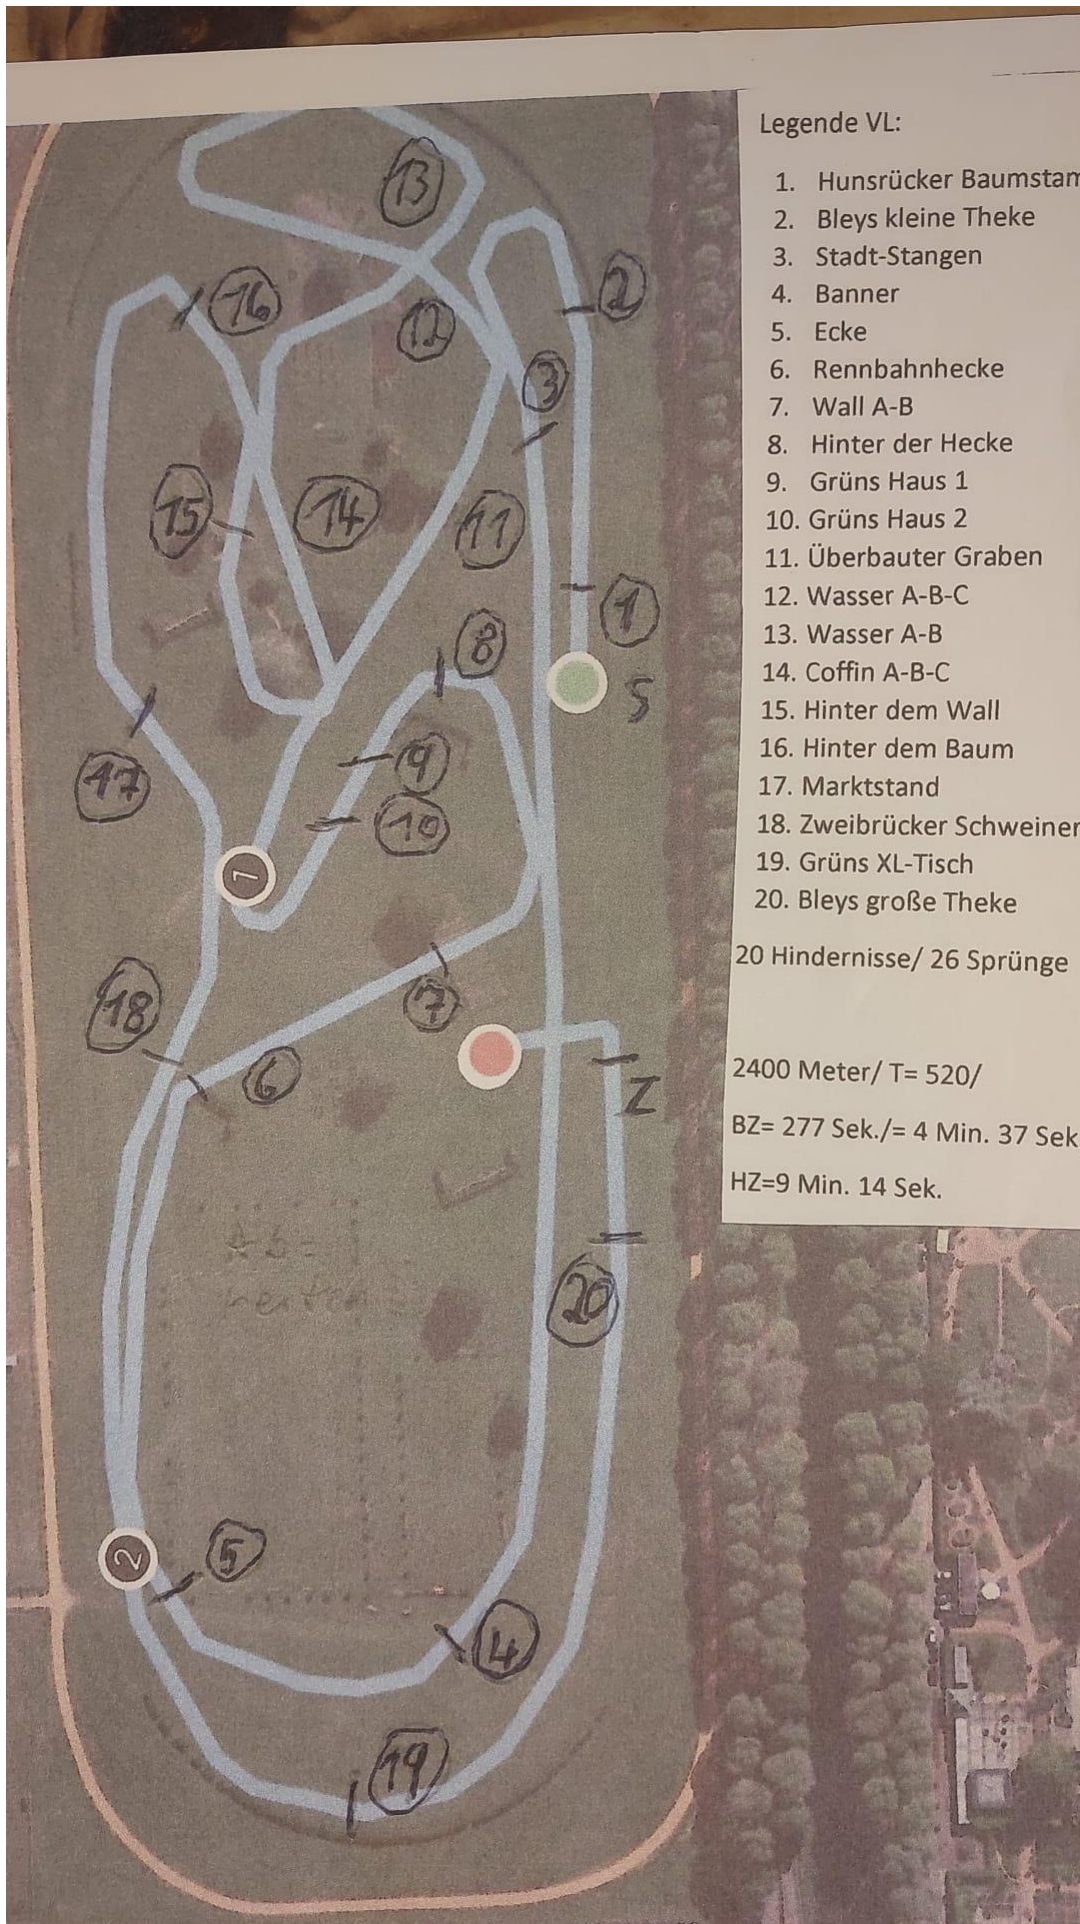 Legende VL:
1. Hunsrücker Baumstam
2. Bleys kleine Theke
3. Stadt-Stangen
4. Banner
5. Ecke
6. Rennbahnhecke
7. Wall A-B
8. Hinter der Hecke
9. Grüns Haus 1
10. Grüns Haus 2
11. Überbauter Graben
12. Wasser A-B-C
13. Wasser A-B
14. Coffin A-B-C
15. Hinter dem Wall
16. Hinter dem Baum
17. Marktstand
18. Zweibrücker Schweiner
19. Grüns XL-Tisch
20. Bleys große Theke
20 Hindernisse/ 26 Sprünge
2400 Meter/ T= 520/
BZ= 277 Sek./= 4 Min. 37 Sek
HZ=9 Min. 14 Sek.
13
16
2
12
3
15
14
11
1
8
S
9
17
10
1
18
7
6
Z
20
2
5
4
19